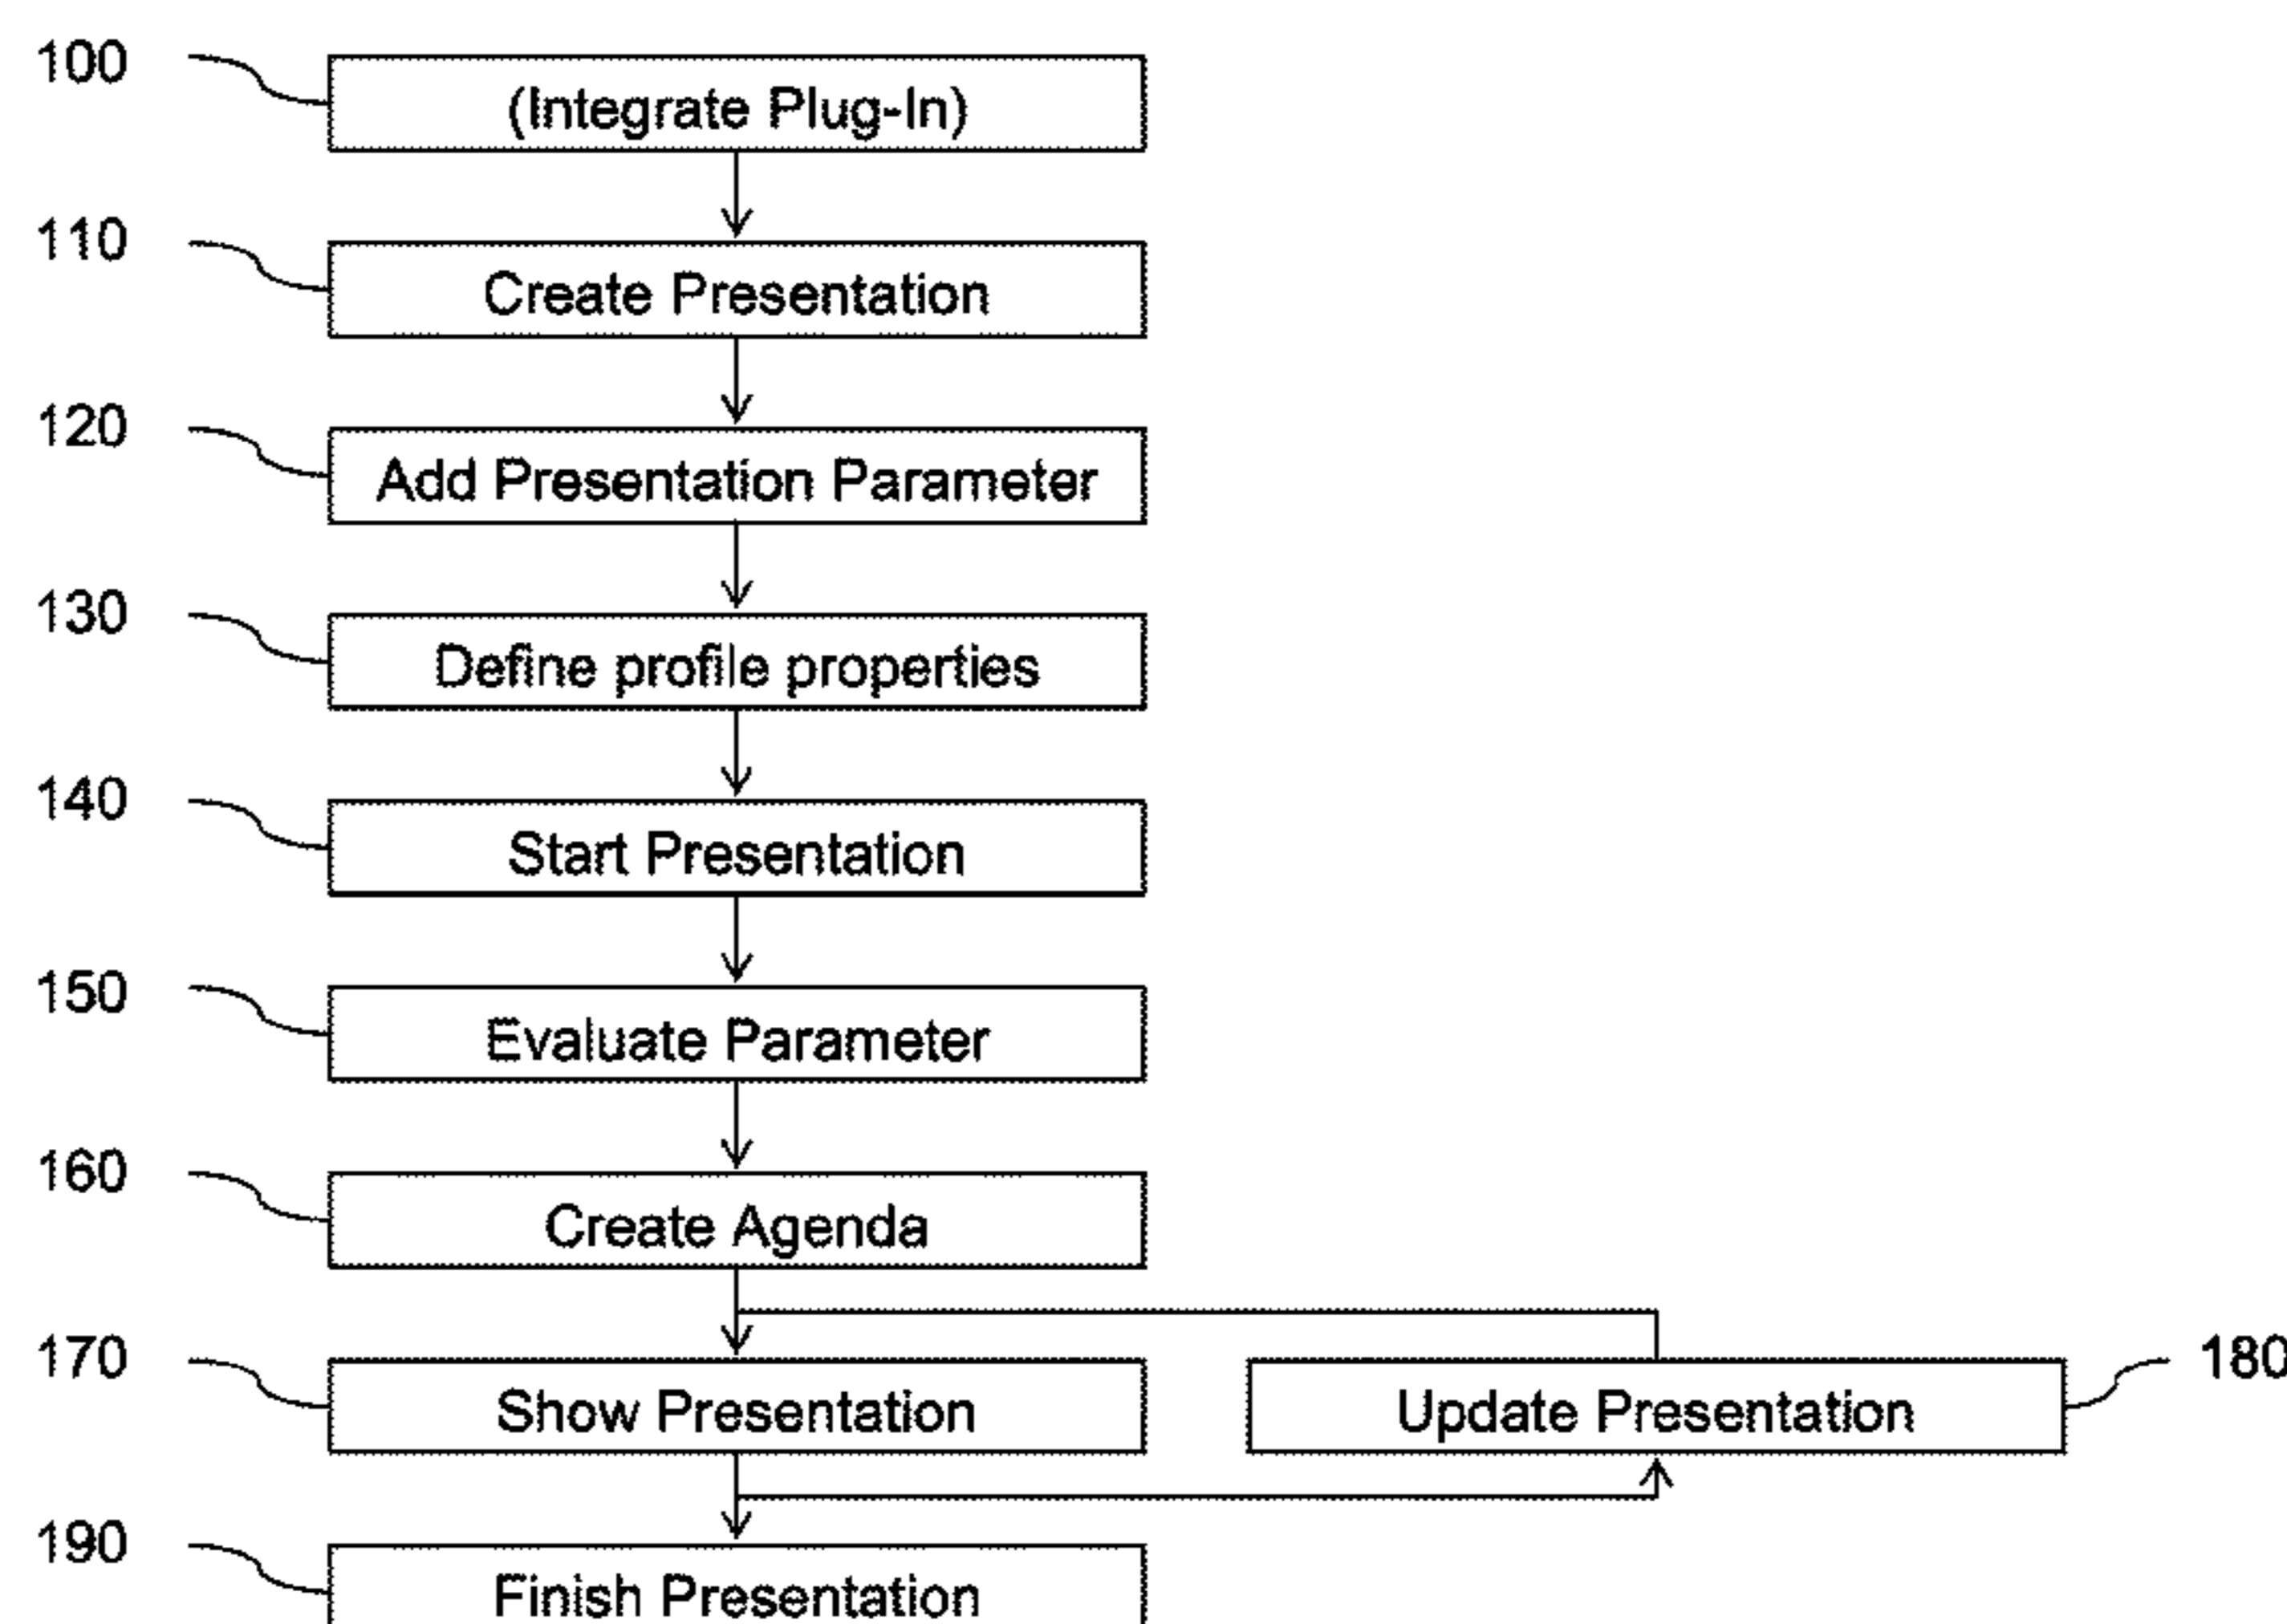 100 (Integrate Plug-In)
110 Create Presentation
120 Add Presentation Parameter
130 Define profile properties
140 Start Presentation
150 Evaluate Parameter
160 Create Agenda
170 Show Presentation Update Presentation 180
190 Finish Presentation